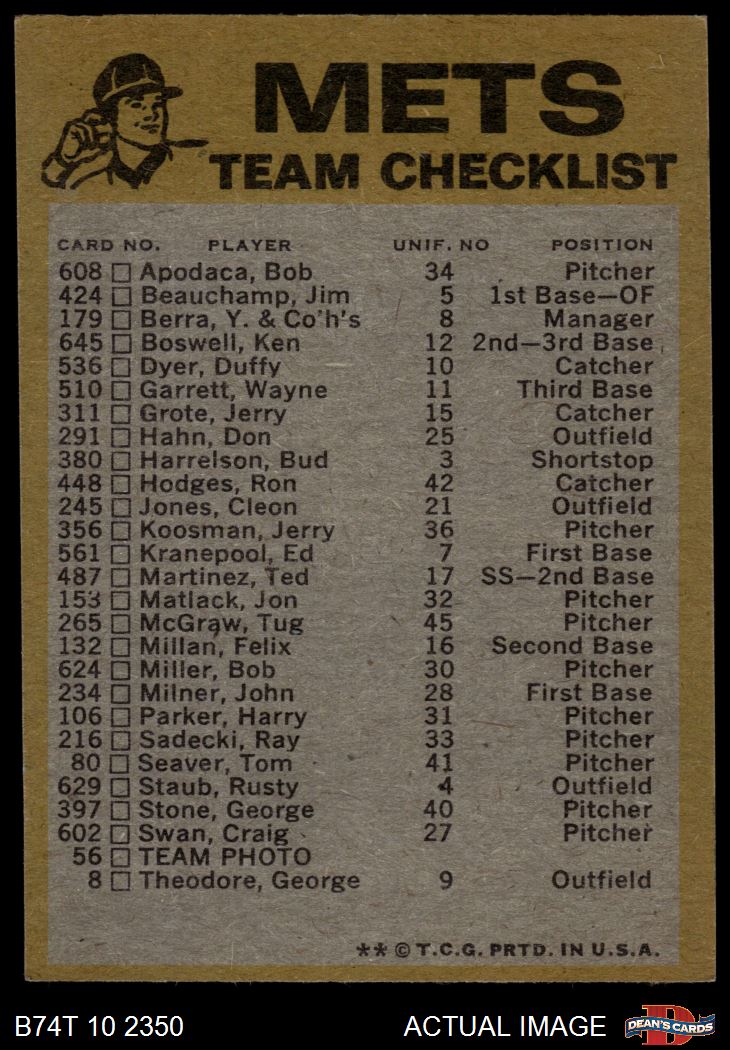 METS
TEAM CHECKLIST
CARD NO. PLAYER UNIF. NO POSITION
608 Apodaca, Bob 34 Pitcher
424 Beauchamp, Jim 5 1st Base—OF
179 Berra, Y. & Co'h's 8 Manager
645 Boswell, Ken 12 2nd—3rd Base
536 Dyer, Duffy 10 Catcher
510 Garrett, Wayne 11 Third Base
311 Grote, Jerry 15 Catcher
291 Hahn, Don 25 Outfield
380 Harrelson, Bud 3 Shortstop
448 Hodges, Ron 42 Catcher
245 Jones, Cleon 21 Outfield
356 Koosman, Jerry 36 Pitcher
561 Kranepool, Ed 7 First Base
487 Martinez, Ted 17 SS—2nd Base
153 Matlack, Jon 32 Pitcher
265 McGraw, Tug 45 Pitcher
132 Millan, Felix 16 Second Base
624 Miller, Bob 30 Pitcher
234 Milner, John 28 First Base
106 Parker, Harry 31 Pitcher
216 Sadecki, Ray 33 Pitcher
80 Seaver, Tom 41 Pitcher
629 Staub, Rusty 4 Outfield
397 Stone, George 40 Pitcher
602 Swan, Craig 27 Pitcher
56 TEAM PHOTO
8 Theodore, George 9 Outfield
** © T.C.G. PRTD. IN U.S.A.
B74T 10 2350 ACTUAL IMAGE D DEAN'S CARDS